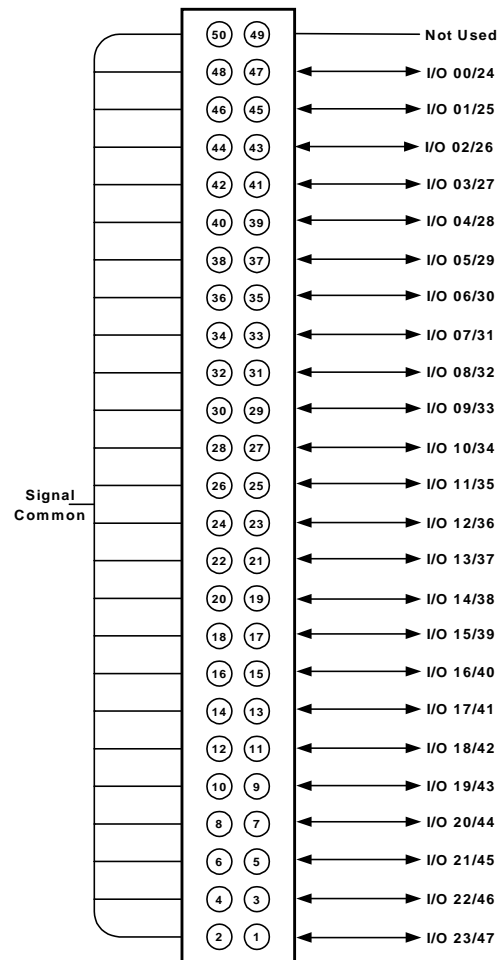 50 49 Not Used
48 47 I/O 00/24
46 45 I/O 01/25
44 43 I/O 02/26
42 41 I/O 03/27
40 39 I/O 04/28
38 37 I/O 05/29
36 35 I/O 06/30
34 33 I/O 07/31
32 31 I/O 08/32
30 29 I/O 09/33
28 27 I/O 10/34
26 25 I/O 11/35
Signal
Common
24 23 I/O 12/36
22 21 I/O 13/37
20 19 I/O 14/38
18 17 I/O 15/39
16 15 I/O 16/40
14 13 I/O 17/41
12 11 I/O 18/42
10 9 I/O 19/43
8 7 I/O 20/44
6 5 I/O 21/45
4 3 I/O 22/46
2 1 I/O 23/47